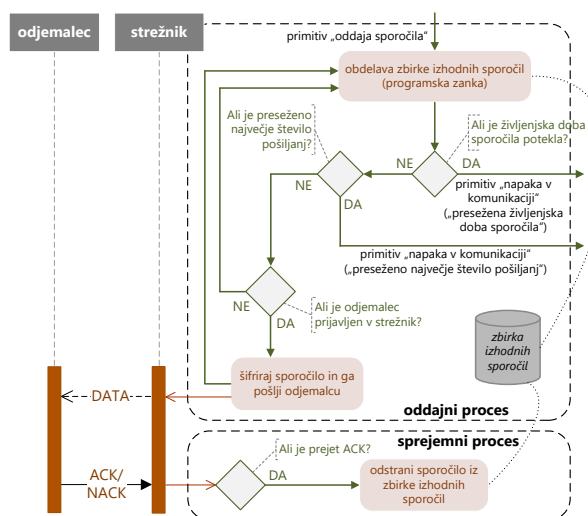 odjemalec
strežnik
primitiv „oddaja sporočila“
obdelava zbirke izhodnih sporočil
(programska zanka)
Ali je preseženo
največje število
pošiljanj?
Ali je življenjska doba
sporočila potekla?
NE
DA
NE
DA
primitiv „napaka v
komunikaciji“
(„presežena življenjska
doba sporočila“)
primitiv „napaka v komunikaciji“
(„preseženo največje število pošiljanj“)
NE
DA
Ali je odjemalec
prijavljen v strežnik?
zbirka
izhodnih
sporočil
šifriraj sporočilo in ga
pošlji odjemalcu
DATA
oddajni proces
sprejemni proces
Ali je prejet ACK?
ACK/
NACK
DA
odstrani sporočilo iz
zbirke izhodnih
sporočil